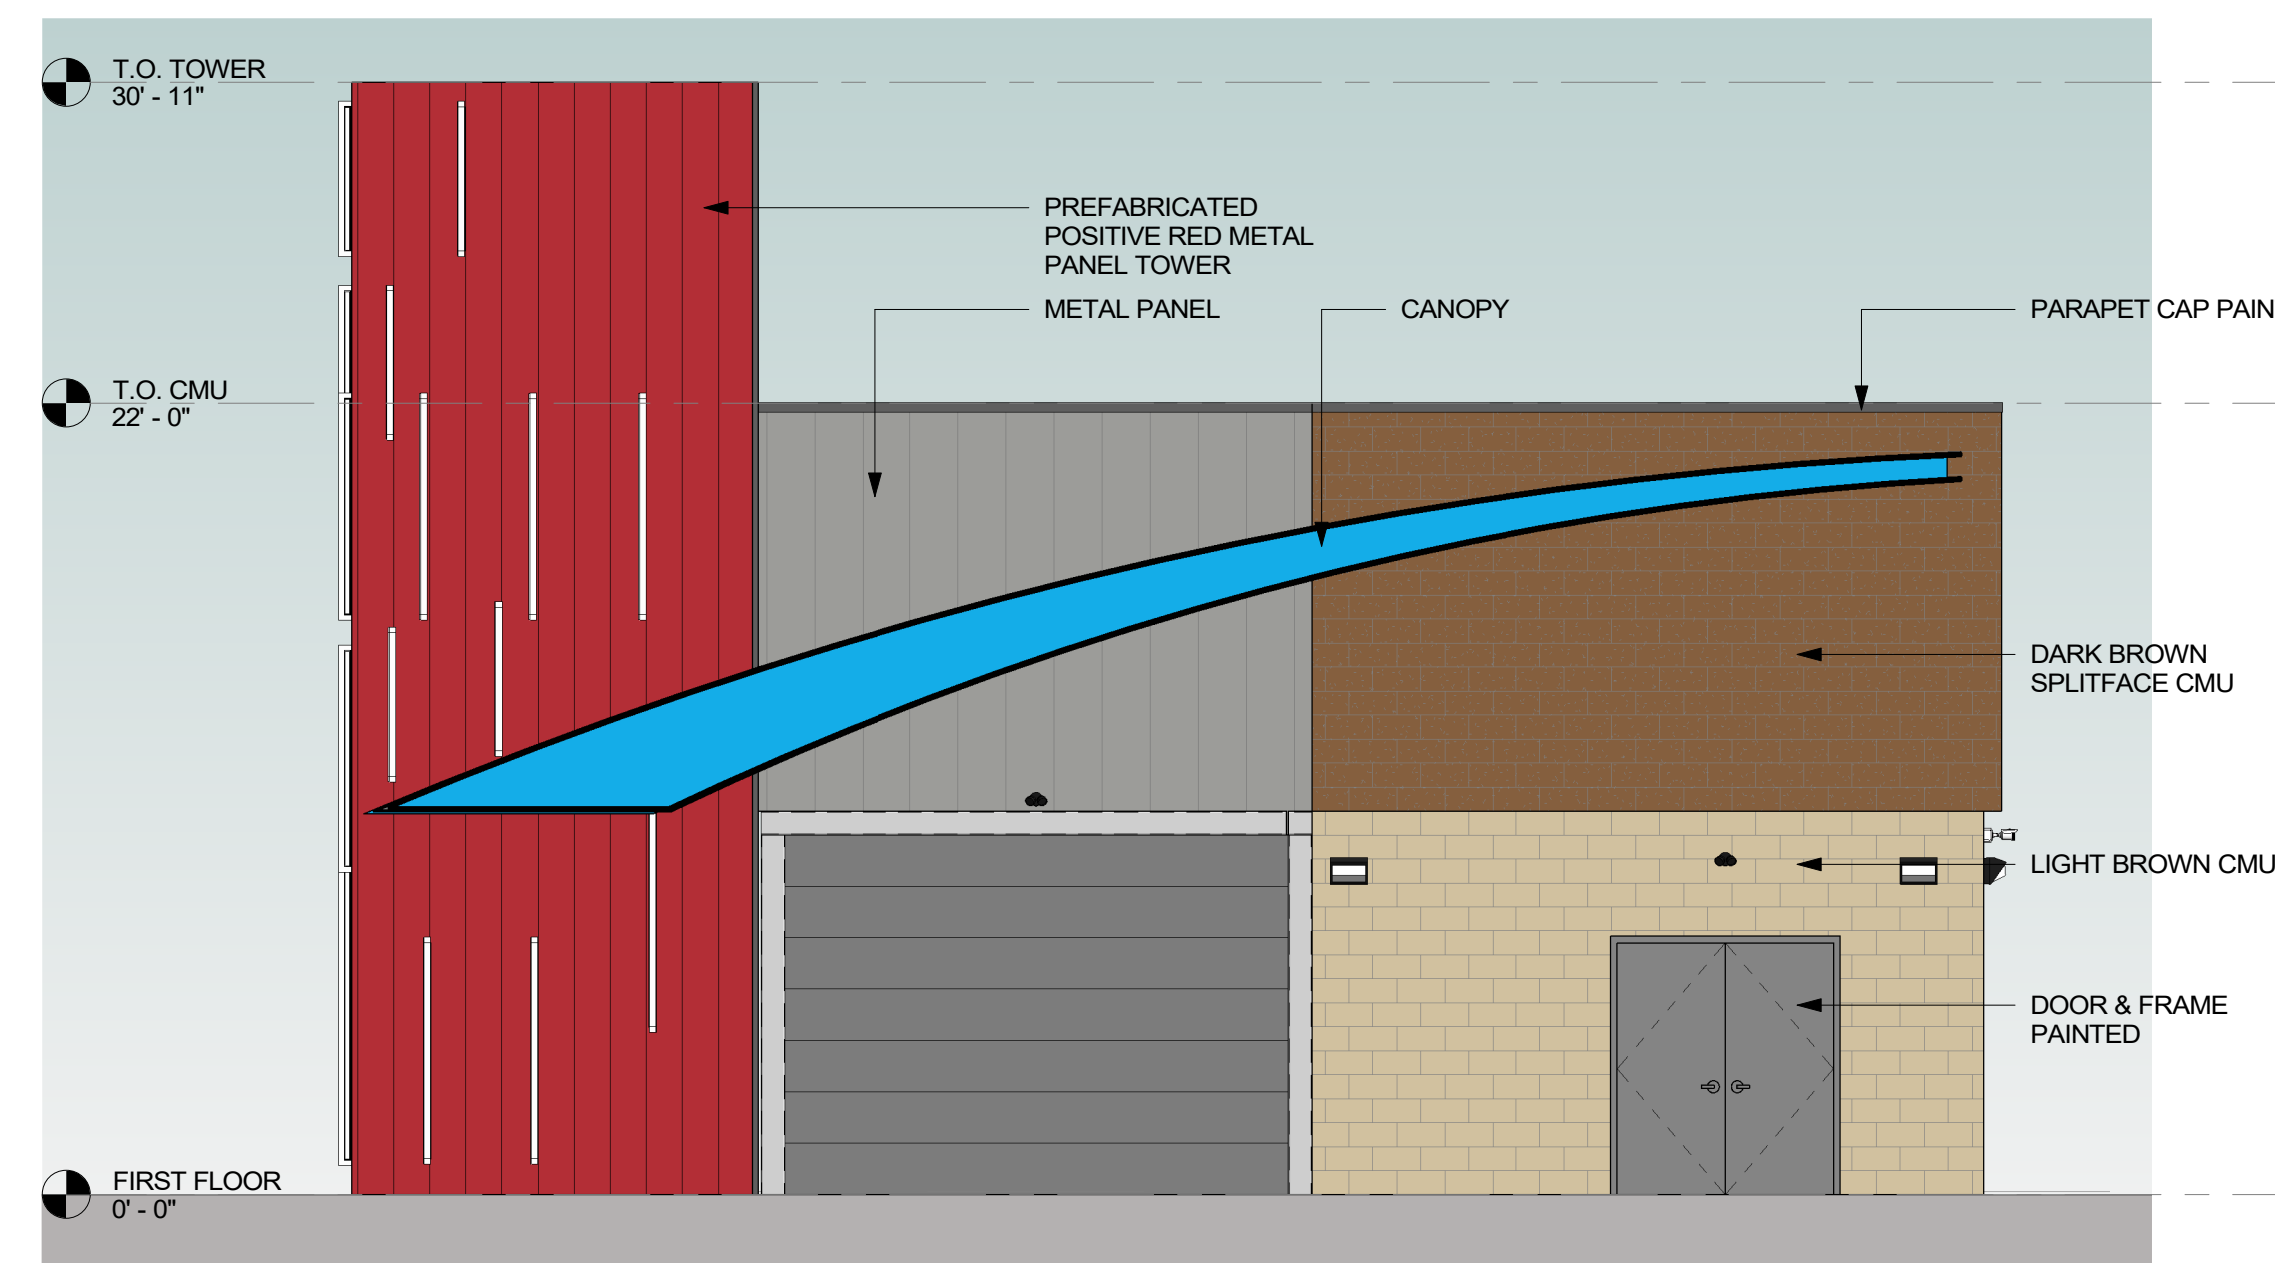 T.O. TOWER
30' - 11"
PREFABRICATED
POSITIVE RED METAL
PANEL TOWER
METAL PANEL
CANOPY
PARAPET CAP PAIN
T.O. CMU
22' - 0"
DARK BROWN
SPLITFACE CMU
LIGHT BROWN CMU
DOOR & FRAME
PAINTED
FIRST FLOOR
0' - 0"